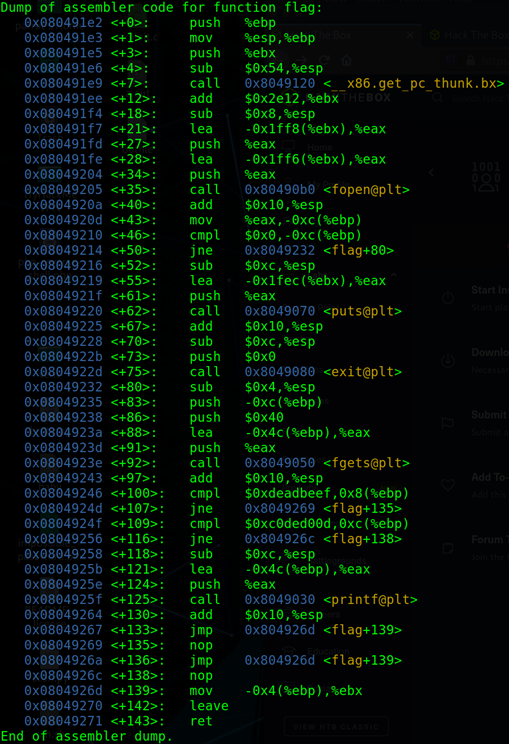 Dump of assembler code for function flag:
0x080491e2 <+0>: push %ebp
0x080491e3 <+1>: mov %esp,%ebp
0x080491e5 <+3>: push %ebx
0x080491e6 <+4>: sub $0x54,%esp
0x080491e9 <+7>: call 0x8049120 <__x86.get_pc_thunk.bx>
0x080491ee <+12>: add $0x2e12,%ebx
0x080491f4 <+18>: sub $0x8,%esp
0x080491f7 <+21>: lea -0x1ff8(%ebx),%eax
0x080491fd <+27>: push %eax
0x080491fe <+28>: lea -0x1ff6(%ebx),%eax
0x08049204 <+34>: push %eax
0x08049205 <+35>: call 0x80490b0 <fopen@plt>
0x0804920a <+40>: add $0x10,%esp
0x0804920d <+43>: mov %eax,-0xc(%ebp)
0x08049210 <+46>: cmpl $0x0,-0xc(%ebp)
0x08049214 <+50>: jne 0x8049232 <flag+80>
0x08049216 <+52>: sub $0xc,%esp
0x08049219 <+55>: lea -0x1fec(%ebx),%eax
0x0804921f <+61>: push %eax
0x08049220 <+62>: call 0x8049070 <puts@plt>
0x08049225 <+67>: add $0x10,%esp
0x08049228 <+70>: sub $0xc,%esp
0x0804922b <+73>: push $0x0
0x0804922d <+75>: call 0x8049080 <exit@plt>
0x08049232 <+80>: sub $0x4,%esp
0x08049235 <+83>: push -0xc(%ebp)
0x08049238 <+86>: push $0x40
0x0804923a <+88>: lea -0x4c(%ebp),%eax
0x0804923d <+91>: push %eax
0x0804923e <+92>: call 0x8049050 <fgets@plt>
0x08049243 <+97>: add $0x10,%esp
0x08049246 <+100>: cmpl $0xdeadbeef,0x8(%ebp)
0x0804924d <+107>: jne 0x8049269 <flag+135>
0x0804924f <+109>: cmpl $0xc0ded00d,0xc(%ebp)
0x08049256 <+116>: jne 0x804926c <flag+138>
0x08049258 <+118>: sub $0xc,%esp
0x0804925b <+121>: lea -0x4c(%ebp),%eax
0x0804925e <+124>: push %eax
0x0804925f <+125>: call 0x8049030 <printf@plt>
0x08049264 <+130>: add $0x10,%esp
0x08049267 <+133>: jmp 0x804926d <flag+139>
0x08049269 <+135>: nop
0x0804926a <+136>: jmp 0x804926d <flag+139>
0x0804926c <+138>: nop
0x0804926d <+139>: mov -0x4(%ebp),%ebx
0x08049270 <+142>: leave
0x08049271 <+143>: ret
End of assembler dump.